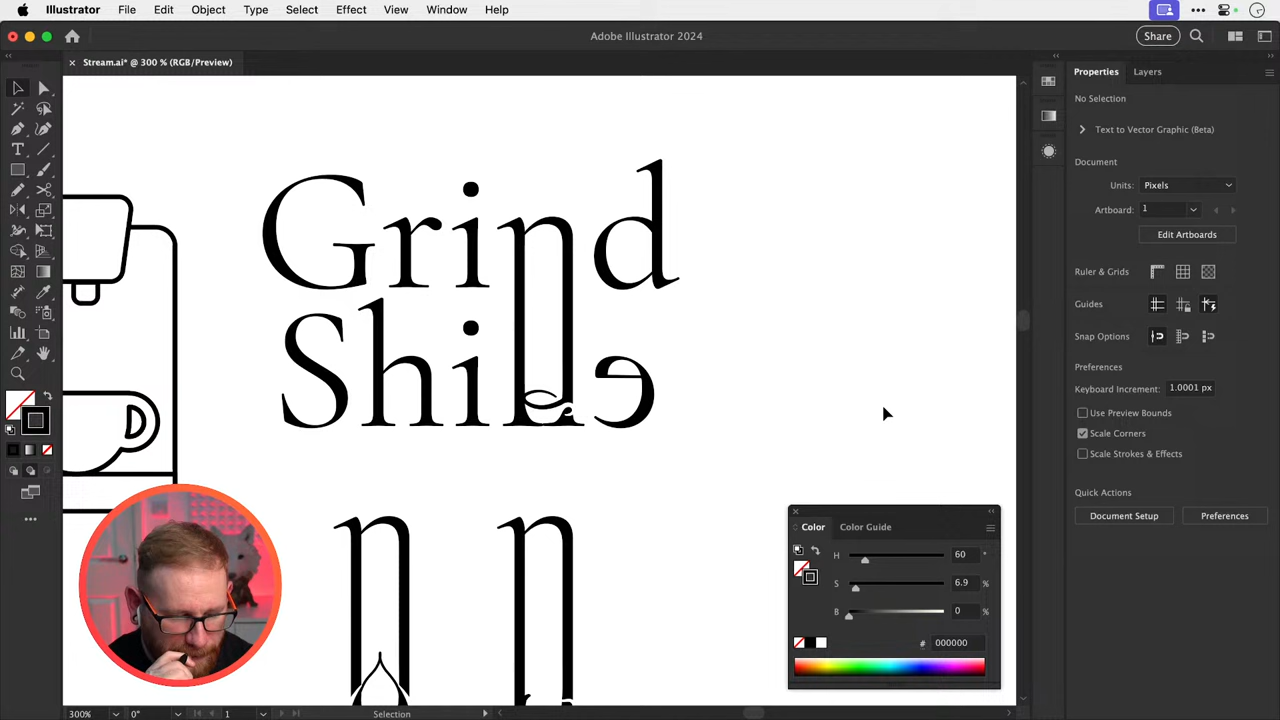 Illustrator File Edit Object Type Select Effect View Window Help
Adobe Illustrator 2024
Share
Stream.ai* @ 300 % (RGB/Preview)
Properties Layers
No Selection
Text to Vector Graphic (Beta)
Document
Units: Pixels
Artboard: 1
Edit Artboards
Ruler & Grids
Guides
Snap Options
Preferences
Keyboard Increment: 1.0001 px
Use Preview Bounds
Scale Corners
Scale Strokes & Effects
Quick Actions
Document Setup Preferences
Grind
Shine
n n
Color Color Guide
H 60 °
S 6.9 %
B 0 %
# 000000
300% 0° 1 Selection